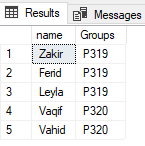 Results Messages
name Groups
1 Zakir P319
2 Ferid P319
3 Leyla P319
4 Vaqif P320
5 Vahid P320